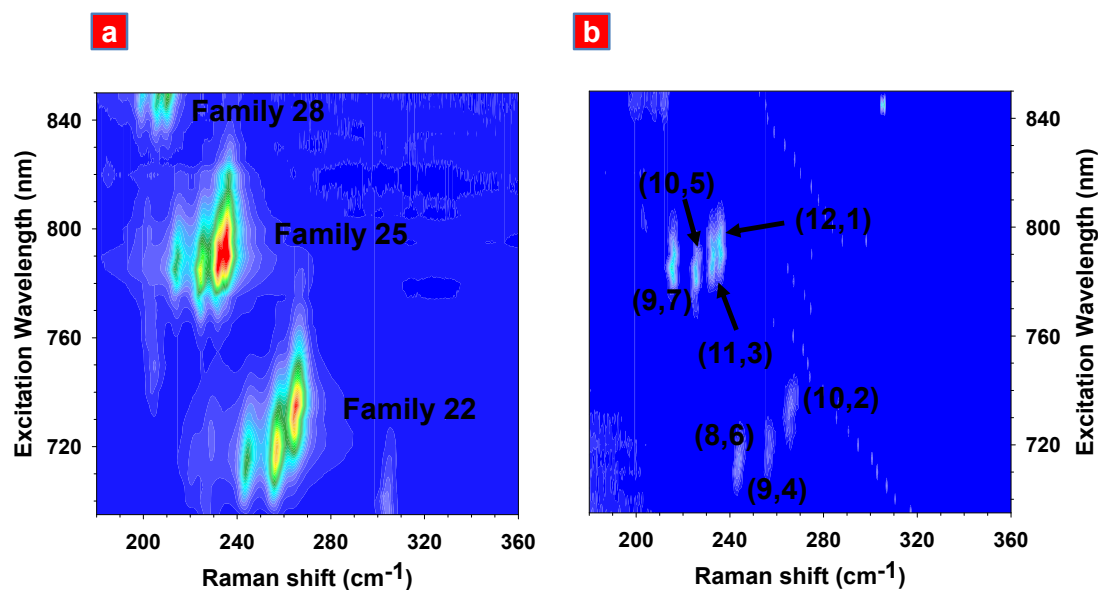 a
b
Family 28
Family 25
Family 22
840
800
760
720
Excitation Wavelength (nm)
200
240
280
320
360
Raman shift (cm-1)
(10,5)
(12,1)
(9,7)
(11,3)
(10,2)
(8,6)
(9,4)
840
800
760
720
Excitation Wavelength (nm)
200
240
280
320
360
Raman shift (cm-1)